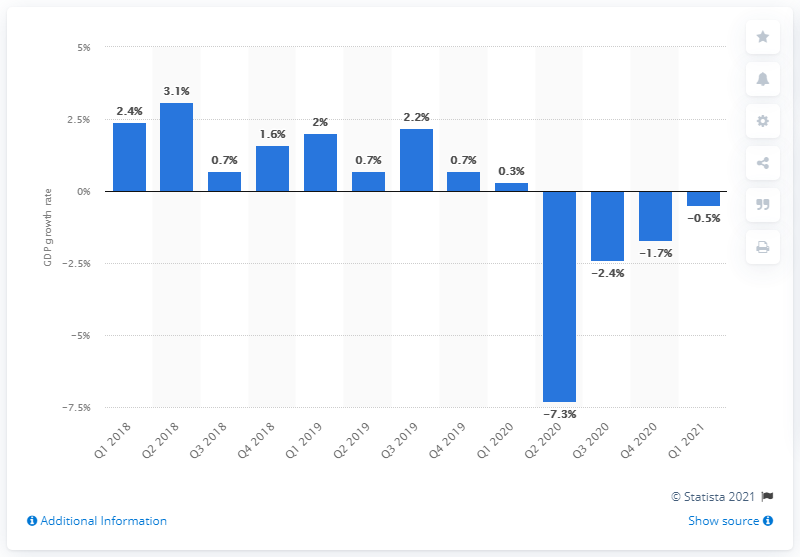 5%
2.5%
0%
−2.5%
−5%
−7.5%
GDP growth rate
2.4%
3.1%
0.7%
1.6%
2%
0.7%
2.2%
0.7%
0.3%
−7.3%
−2.4%
−1.7%
−0.5%
Q1 2018
Q2 2018
Q3 2018
Q4 2018
Q1 2019
Q2 2019
Q3 2019
Q4 2019
Q1 2020
Q2 2020
Q3 2020
Q4 2020
Q1 2021
© Statista 2021
Additional Information
Show source